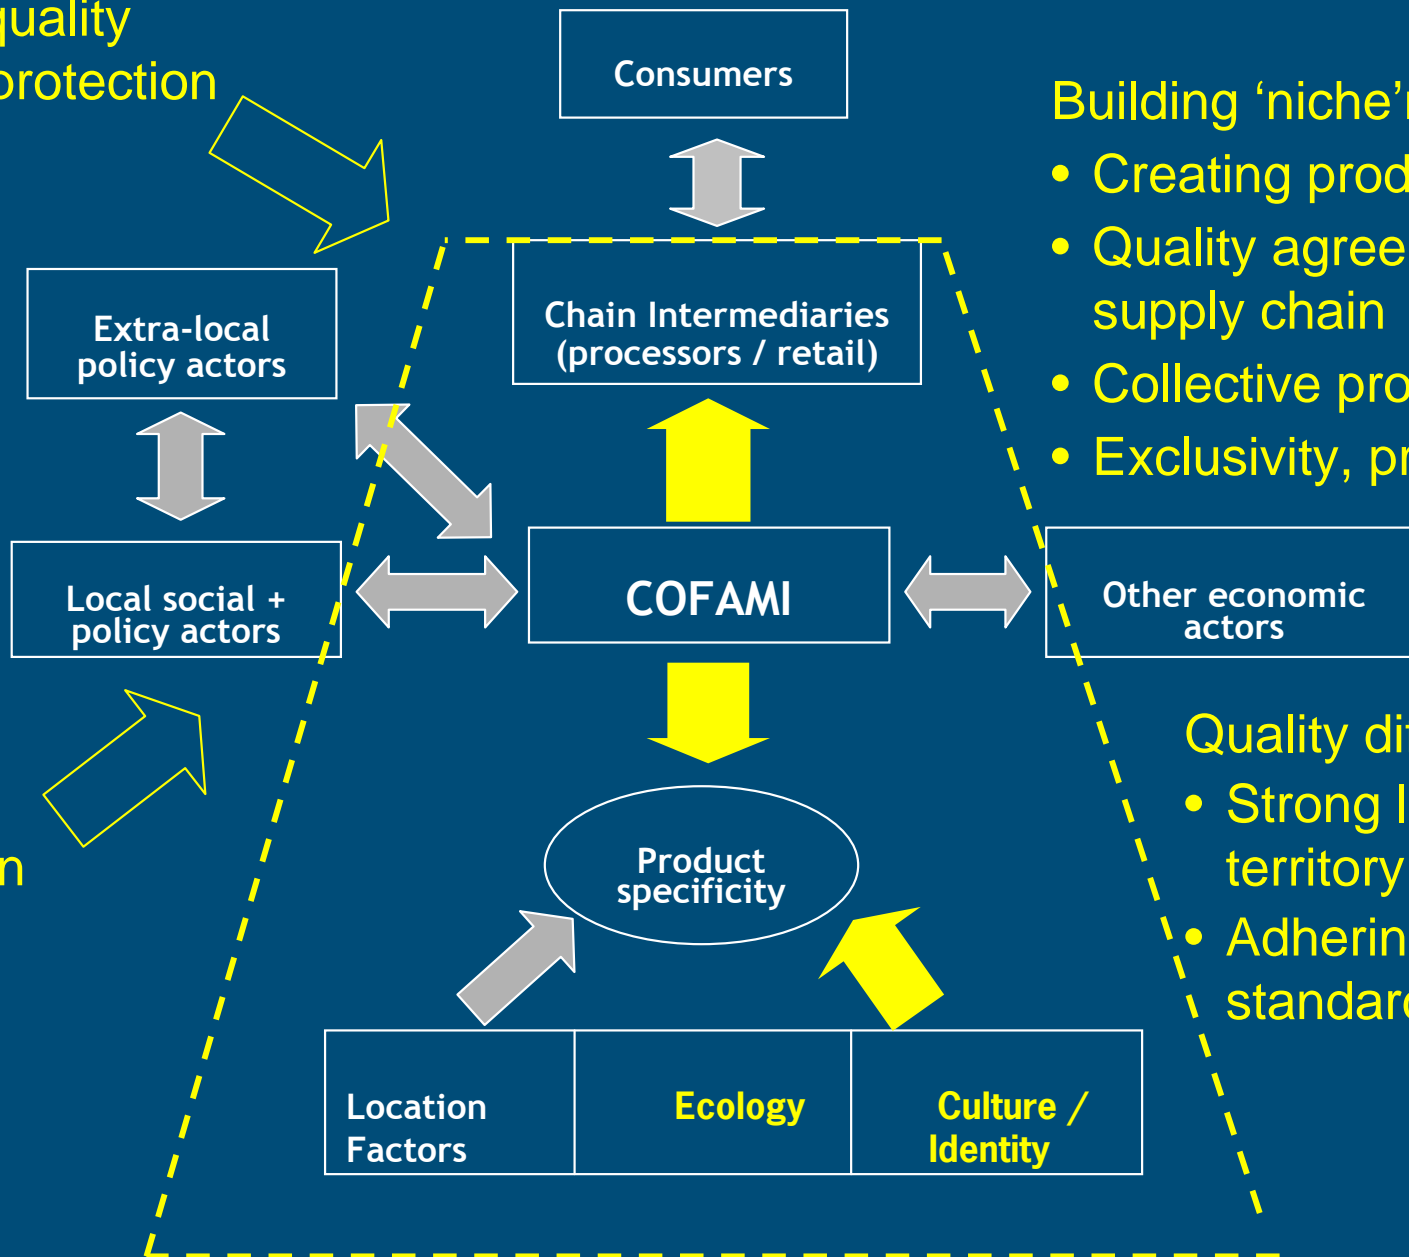 quality
protection
Consumers
Building ‘niche’
• Creating prod
• Quality agree
supply chain
• Collective pro
• Exclusivity, pr
Extra-local
policy actors
Chain Intermediaries
(processors / retail)
Local social +
policy actors
COFAMI
Other economic
actors
Quality di
• Strong l
territory
• Adherin
standard
n
Product
specificity
Location
Factors
Ecology
Culture /
Identity